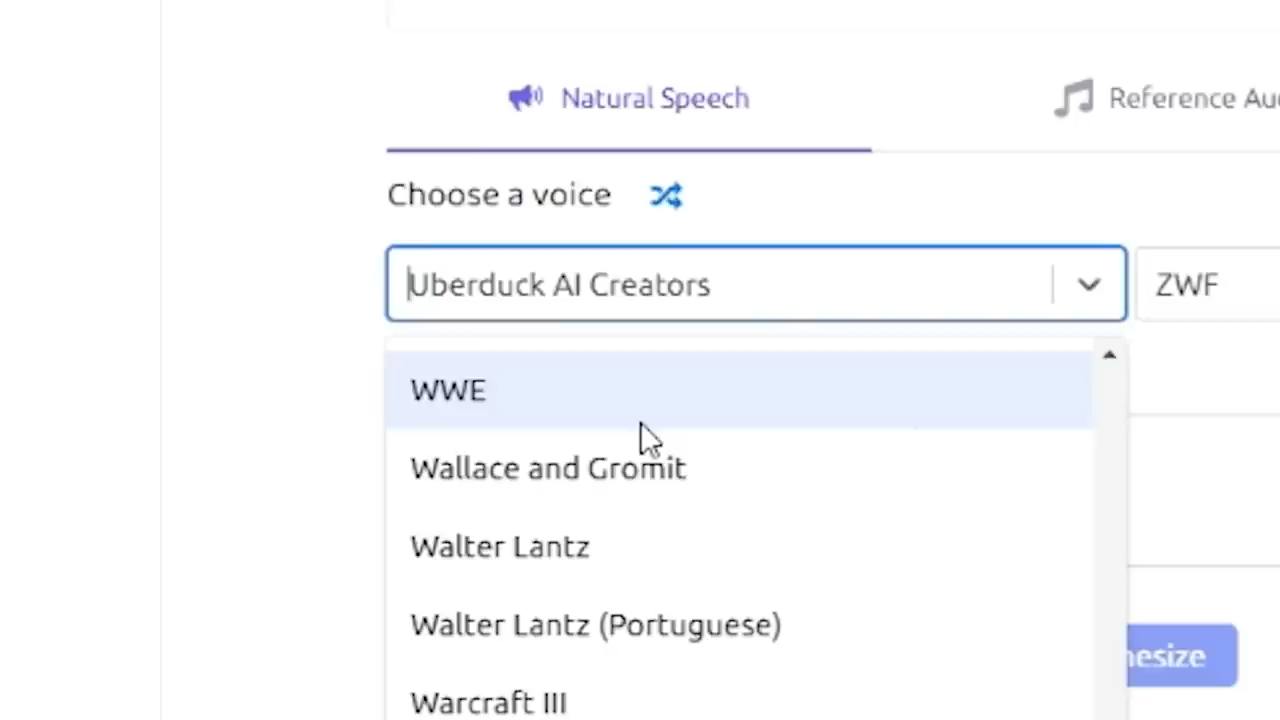 Natural Speech
Reference Au
Choose a voice
Uberduck AI Creators
ZWF
WWE
Wallace and Gromit
Walter Lantz
Walter Lantz (Portuguese)
hesize
Warcraft III